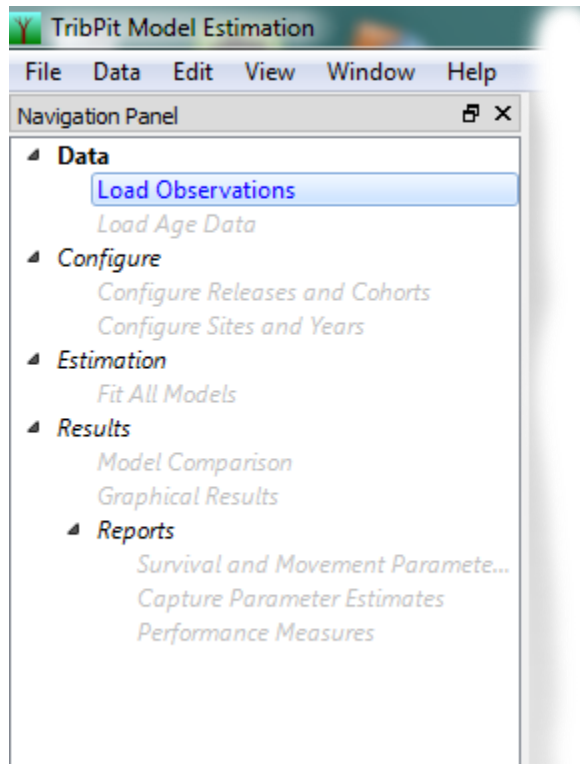 TribPit Model Estimation
File Data Edit View Window Help
Navigation Panel
Data
Load Observations
Load Age Data
Configure
Configure Releases and Cohorts
Configure Sites and Years
Estimation
Fit All Models
Results
Model Comparison
Graphical Results
Reports
Survival and Movement Paramete...
Capture Parameter Estimates
Performance Measures